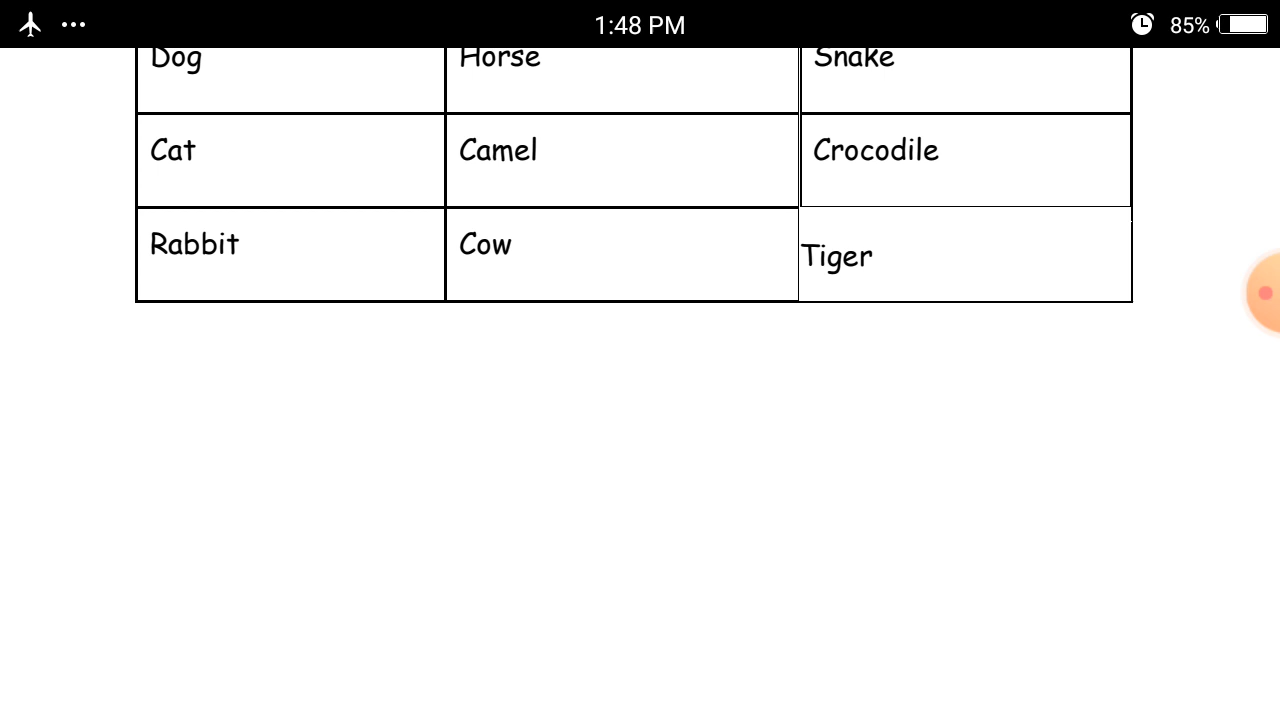 1:48 PM 85%
Dog Horse Snake
Cat Camel Crocodile
Rabbit Cow Tiger